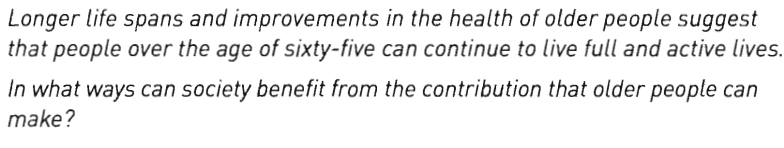 Longer life spans and improvements in the health of older people suggest
that people over the age of sixty-five can continue to live full and active lives.
In what ways can society benefit from the contribution that older people can
make?